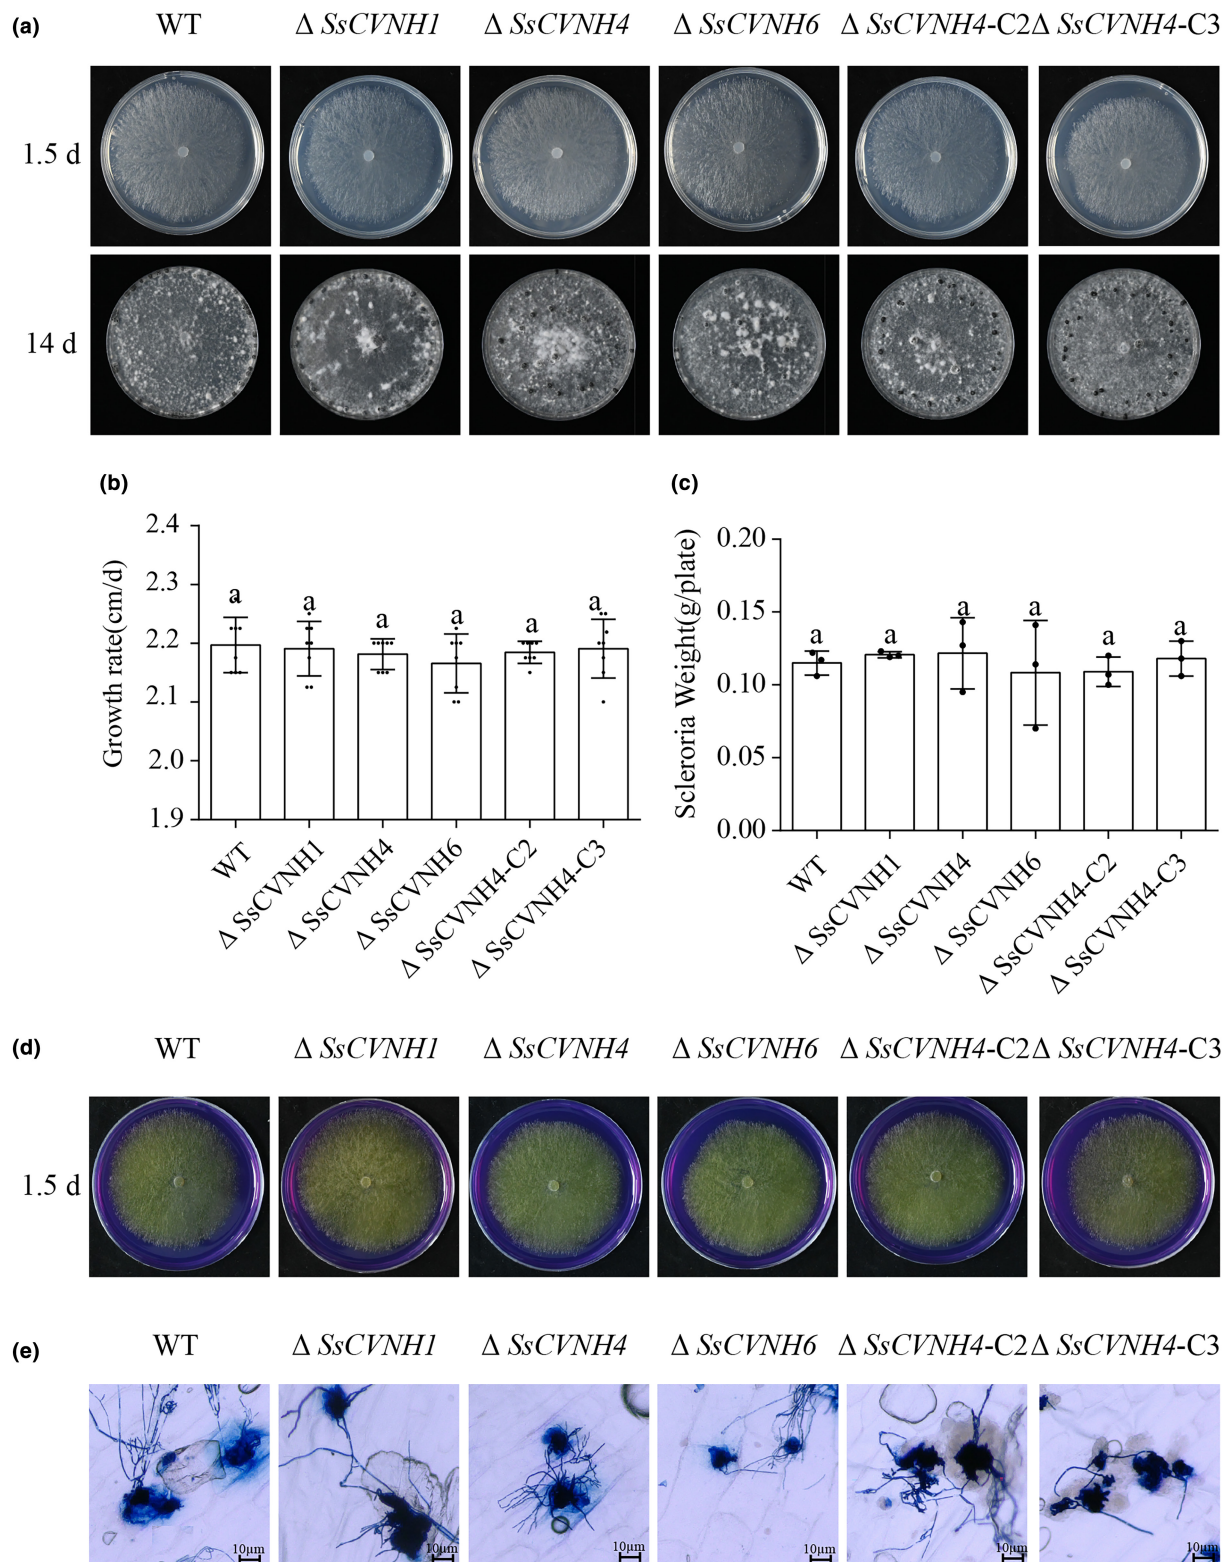 (a) WT Δ SsCVNH1 Δ SsCVNH4 Δ SsCVNH6 Δ SsCVNH4-C2 Δ SsCVNH4-C3
1.5 d
14 d
(b)
Growth rate(cm/d)
2.4
2.3
2.2
2.1
2.0
1.9
a a a a a a
WT Δ SsCVNH1 Δ SsCVNH4 Δ SsCVNH6 Δ SsCVNH4-C2 Δ SsCVNH4-C3
(c)
Scleroria Weight(g/plate)
0.20
0.15
0.10
0.05
0.00
a a a a a a
WT Δ SsCVNH1 Δ SsCVNH4 Δ SsCVNH6 Δ SsCVNH4-C2 Δ SsCVNH4-C3
(d) WT Δ SsCVNH1 Δ SsCVNH4 Δ SsCVNH6 Δ SsCVNH4-C2 Δ SsCVNH4-C3
1.5 d
(e) WT Δ SsCVNH1 Δ SsCVNH4 Δ SsCVNH6 Δ SsCVNH4-C2 Δ SsCVNH4-C3
10μm 10μm 10μm 10μm 10μm 10μm